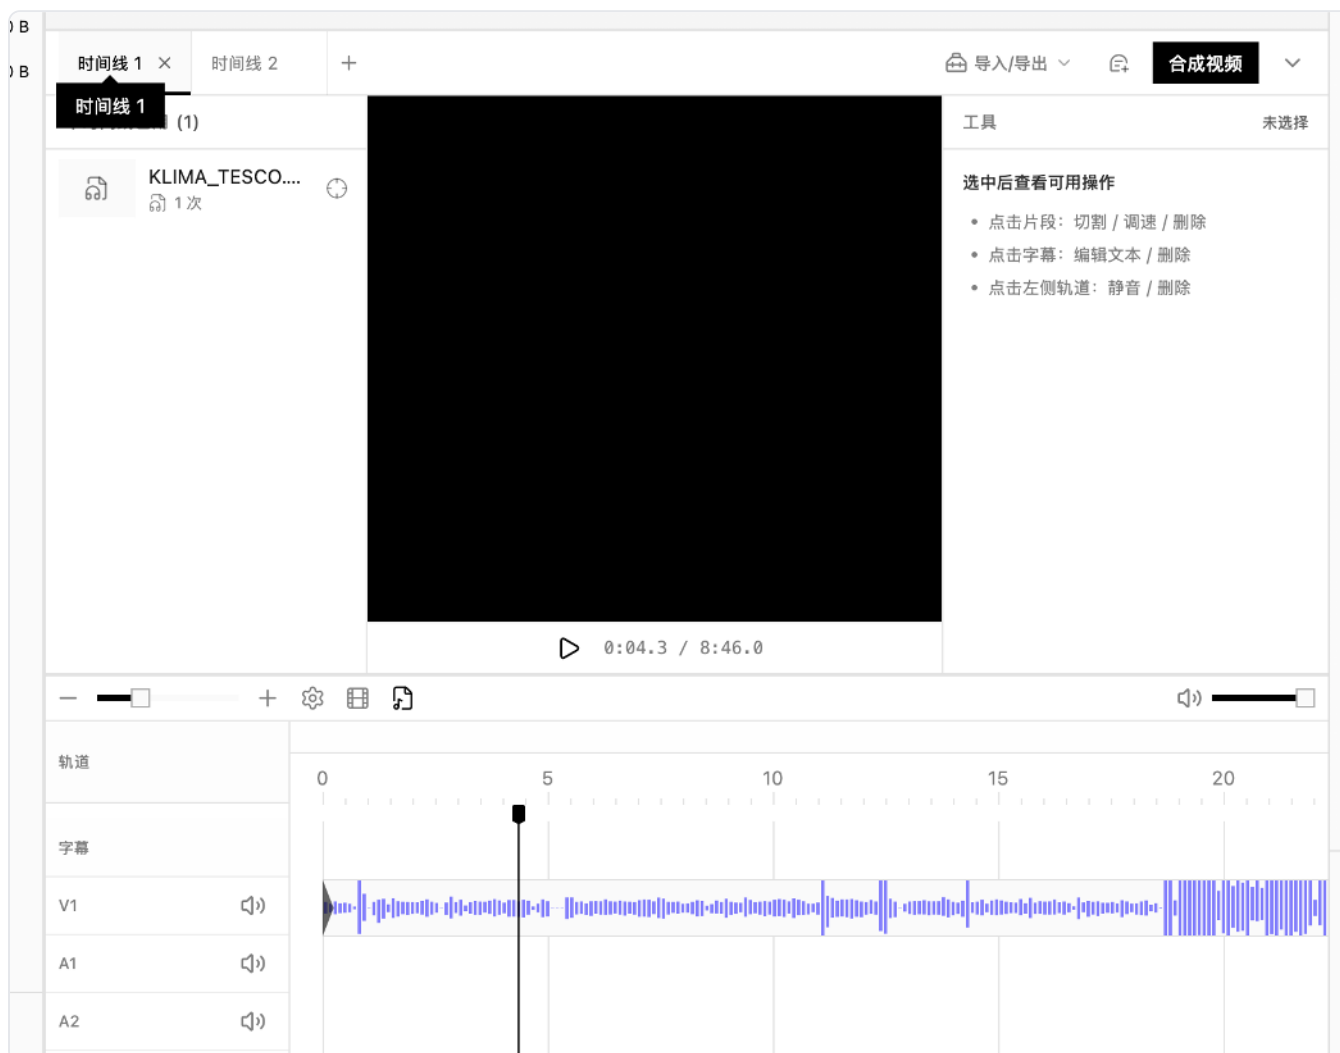 B
B
时间线 1
时间线 2
导入/导出
合成视频
时间线 1
(1)
工具
未选择
KLIMA_TESCO....
1 次
选中后查看可用操作
• 点击片段：切割 / 调速 / 删除
• 点击字幕：编辑文本 / 删除
• 点击左侧轨道：静音 / 删除
0:04.3 / 8:46.0
轨道
0 5 10 15 20
字幕
V1
A1
A2